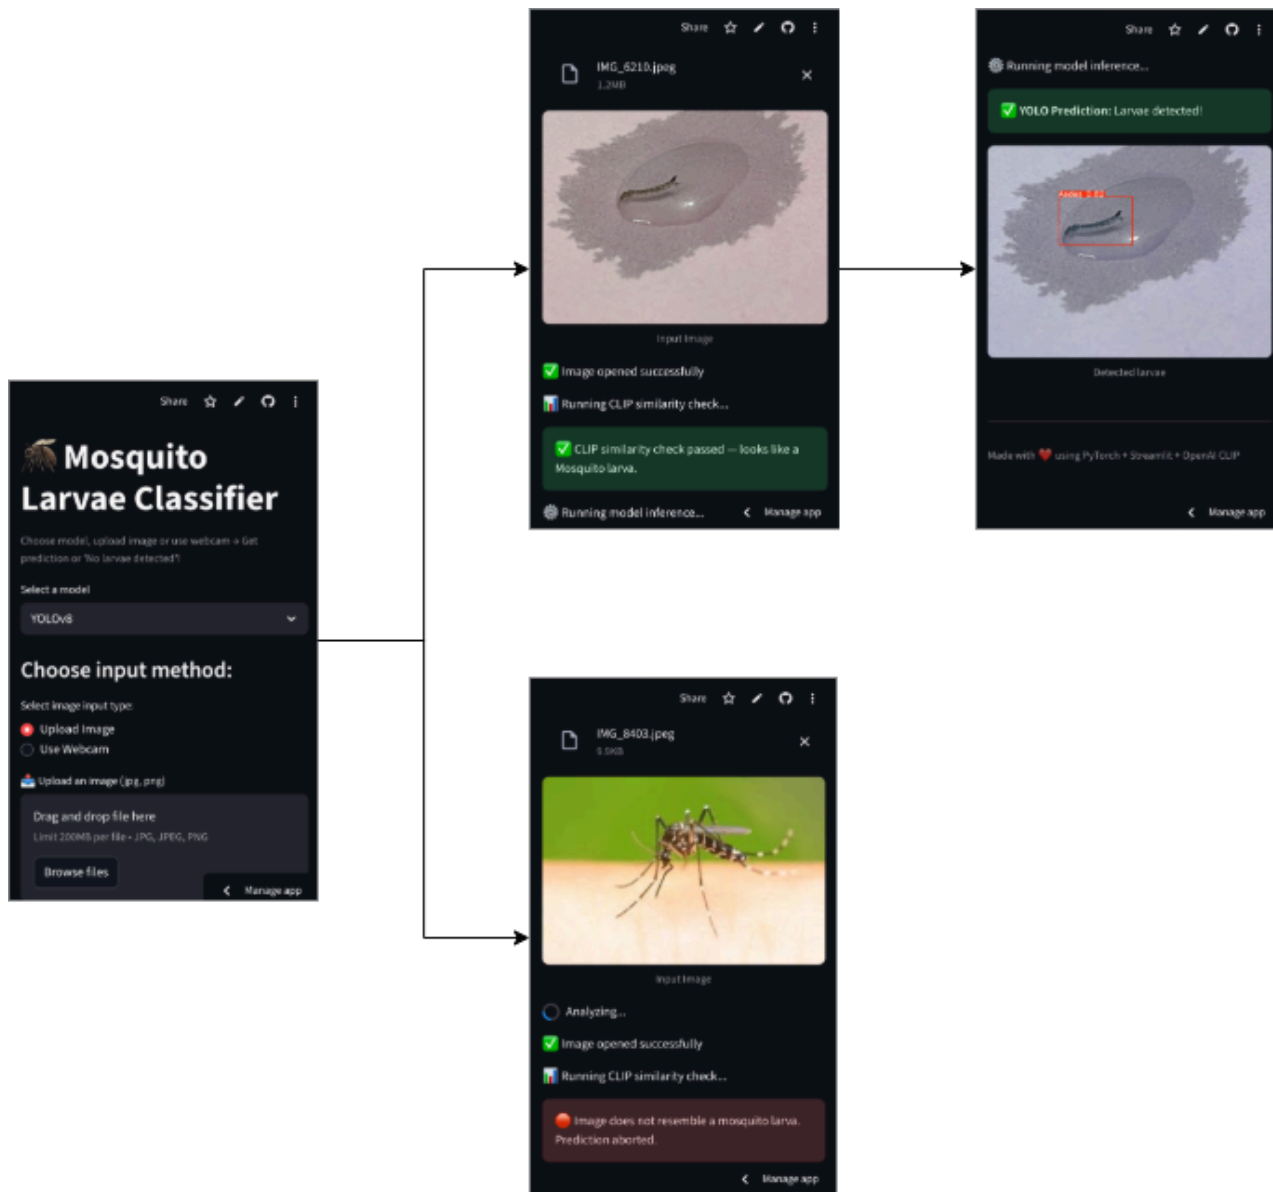 Share
Mosquito
Larvae Classifier
Choose model, upload image or use webcam → Get
prediction or 'No larvae detected'!
Select a model
YOLOv8
Choose input method:
Select image input type:
Upload Image
Use Webcam
Upload an image (jpg, png)
Drag and drop file here
Limit 200MB per file • JPG, JPEG, PNG
Browse files
Manage app
Share
IMG_6210.jpeg
1.2MB
Input Image
Image opened successfully
Running CLIP similarity check...
CLIP similarity check passed — looks like a
Mosquito larva.
Running model inference...
Manage app
Share
Running model inference...
YOLO Prediction: Larvae detected!
Aedes
Detected larvae
Made with ❤️ using PyTorch + Streamlit + OpenAI CLIP
Manage app
Share
IMG_8403.jpeg
9.9KB
Input Image
Analyzing...
Image opened successfully
Running CLIP similarity check...
Image does not resemble a mosquito larva.
Prediction aborted.
Manage app